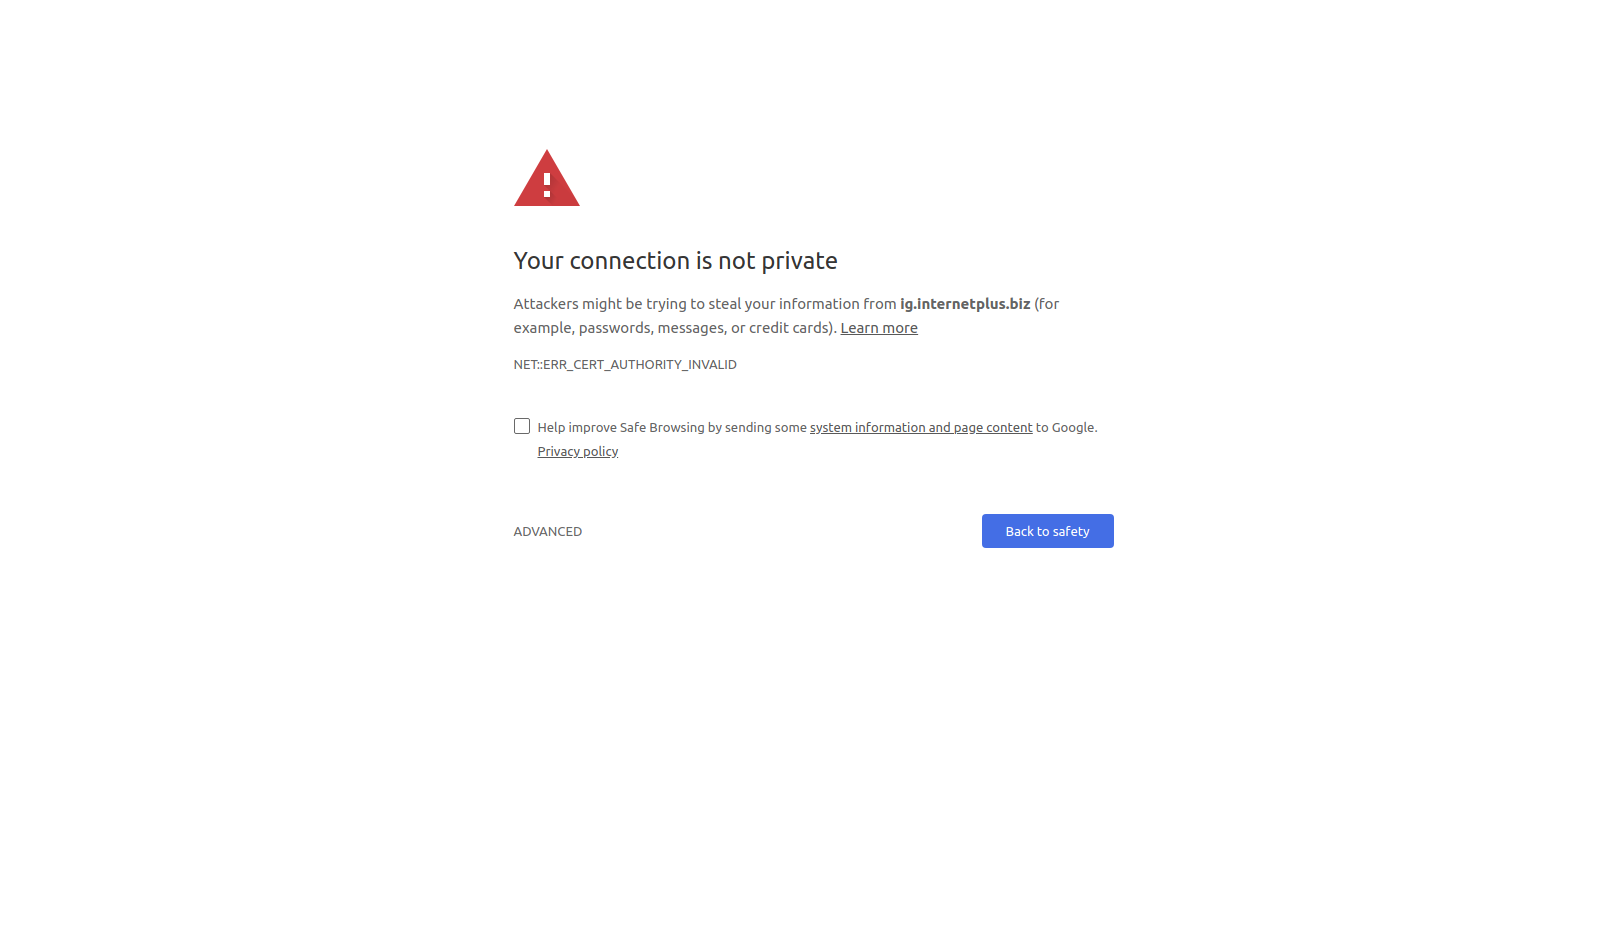 Your connection is not private
Attackers might be trying to steal your information from ig.internetplus.biz (for
example, passwords, messages, or credit cards). Learn more
NET::ERR_CERT_AUTHORITY_INVALID
Help improve Safe Browsing by sending some system information and page content to Google.
Privacy policy
ADVANCED
Back to safety